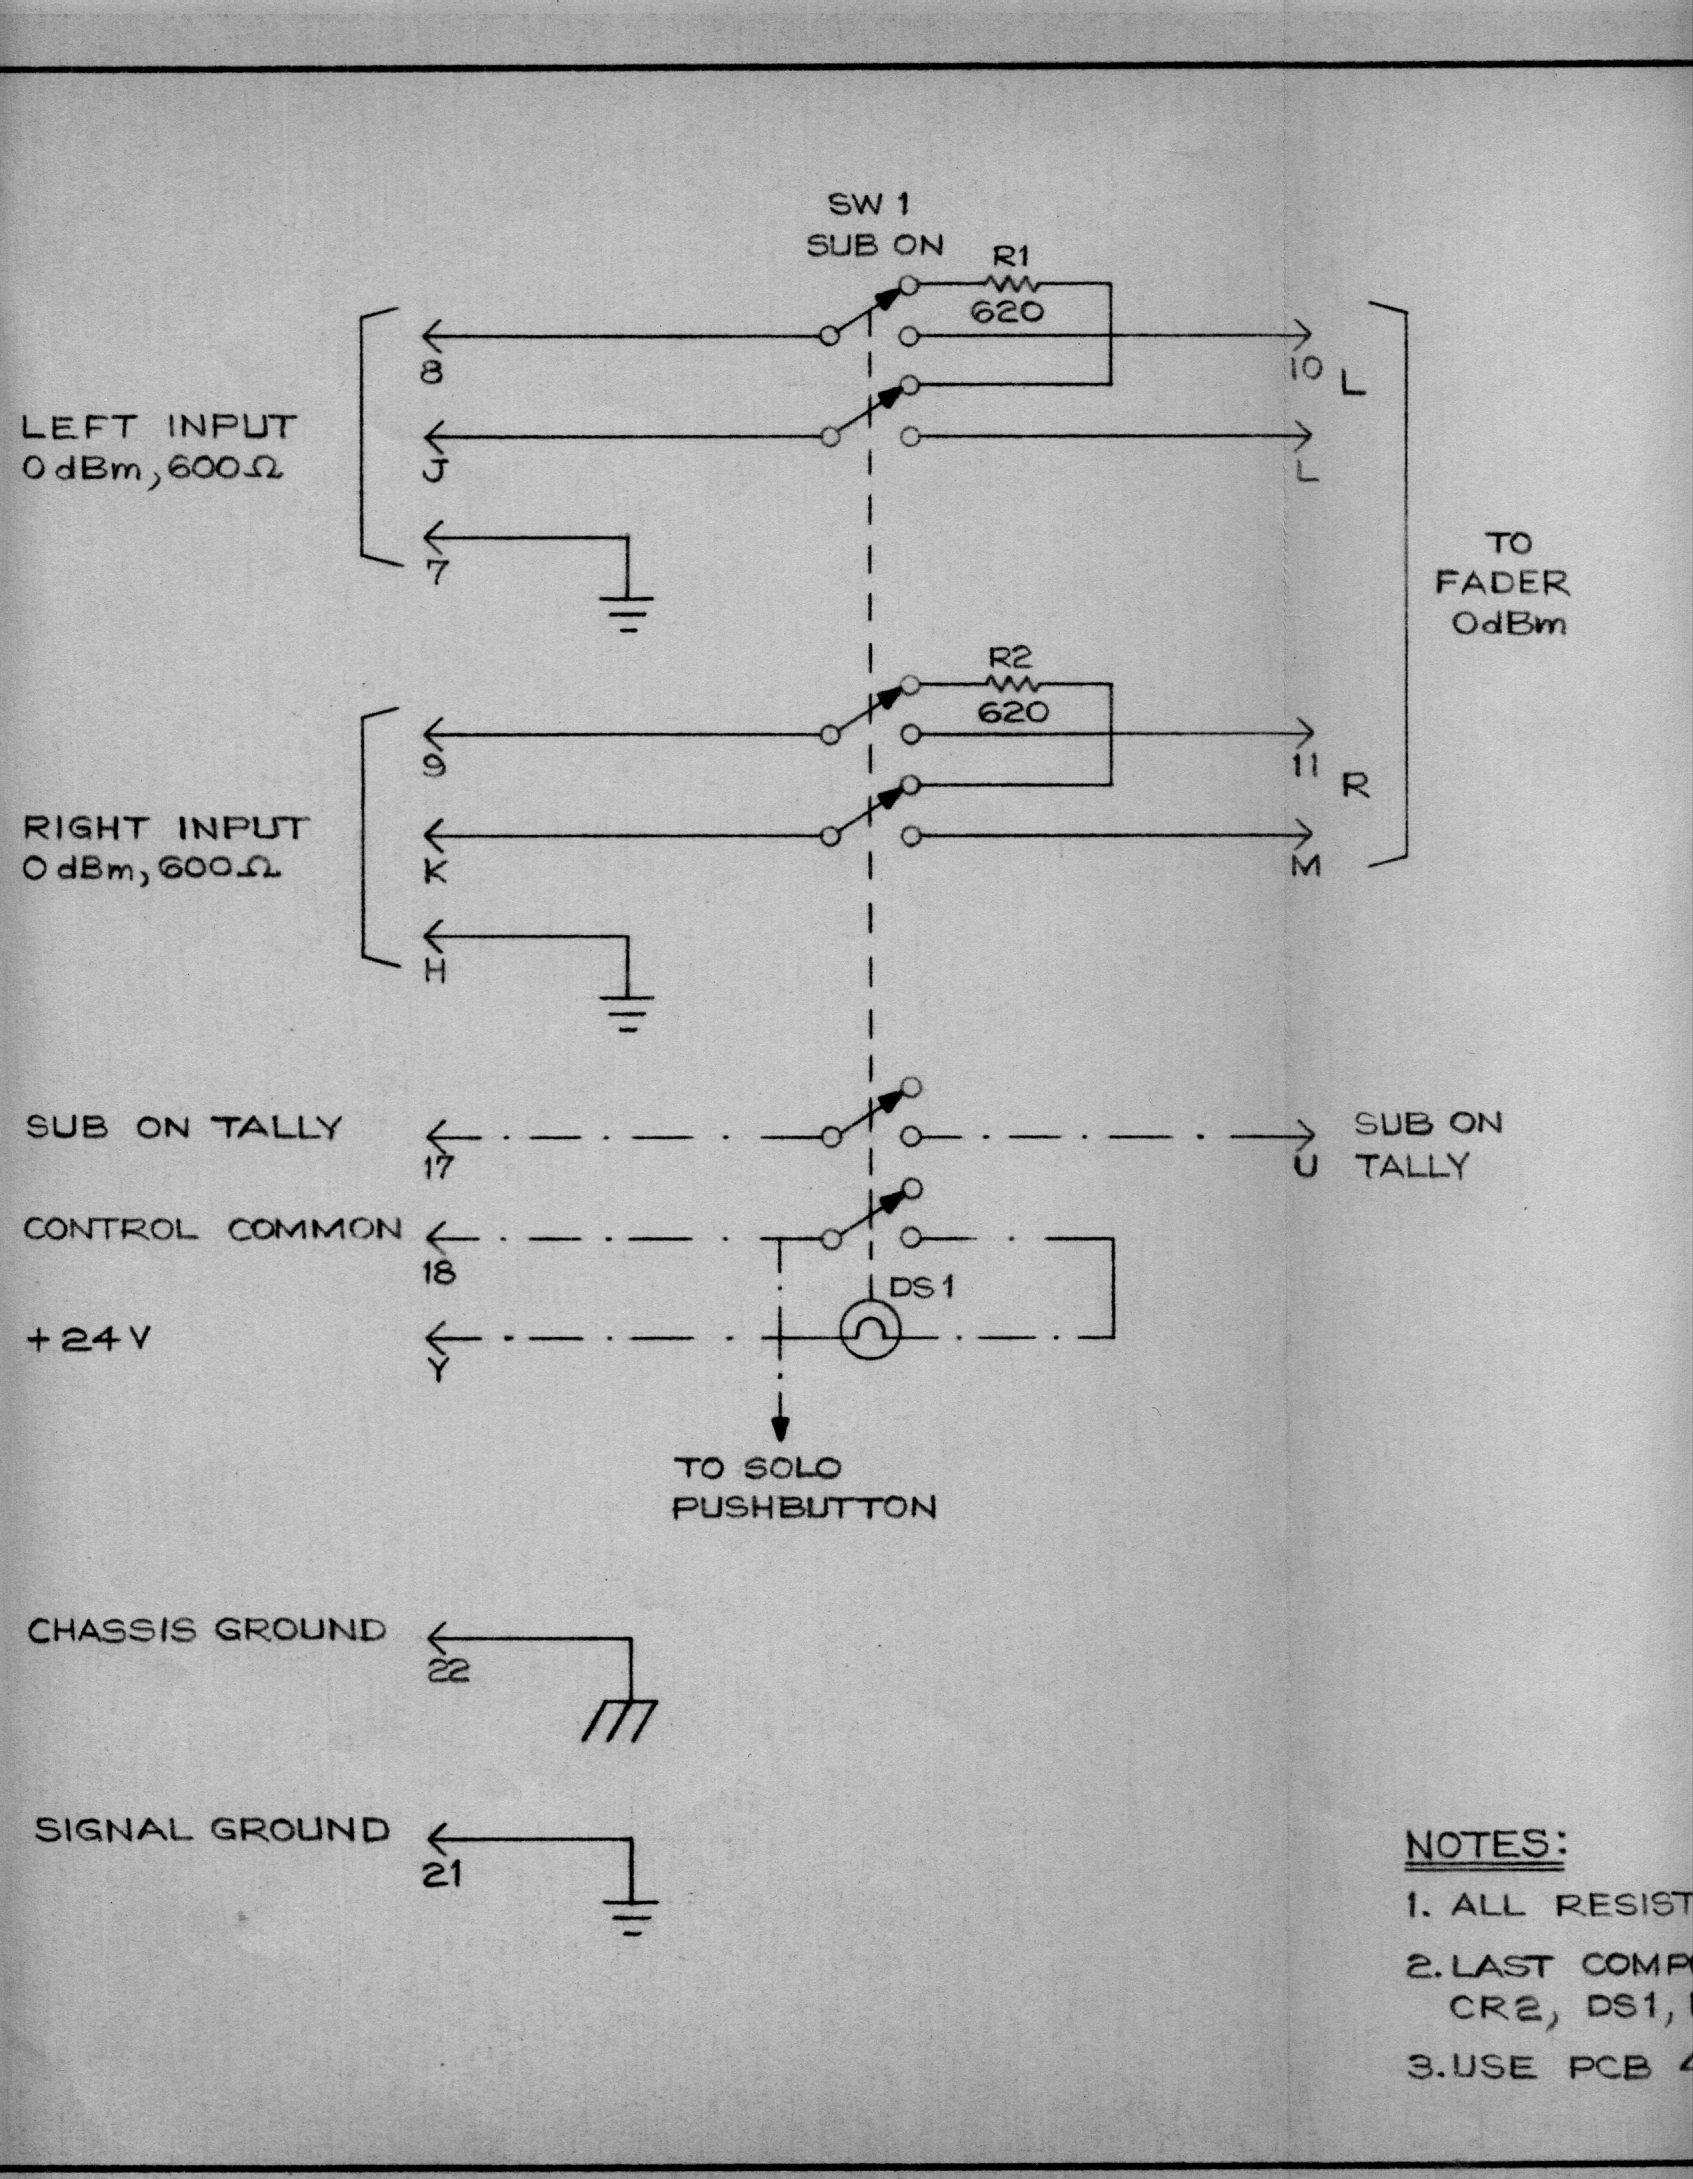 SW 1
SUB ON
R1
620
8
10
L
LEFT INPUT
0 dBm, 600Ω
J
L
7
TO
FADER
0dBm
R2
620
9
11
R
RIGHT INPUT
0 dBm, 600Ω
K
M
H
SUB ON TALLY
17
U
SUB ON
TALLY
CONTROL COMMON
18
DS1
+24V
Y
TO SOLO
PUSHBUTTON
CHASSIS GROUND
22
SIGNAL GROUND
21
NOTES:
1. ALL RESIST
2. LAST COMP
CR2, DS1,
3. USE PCB